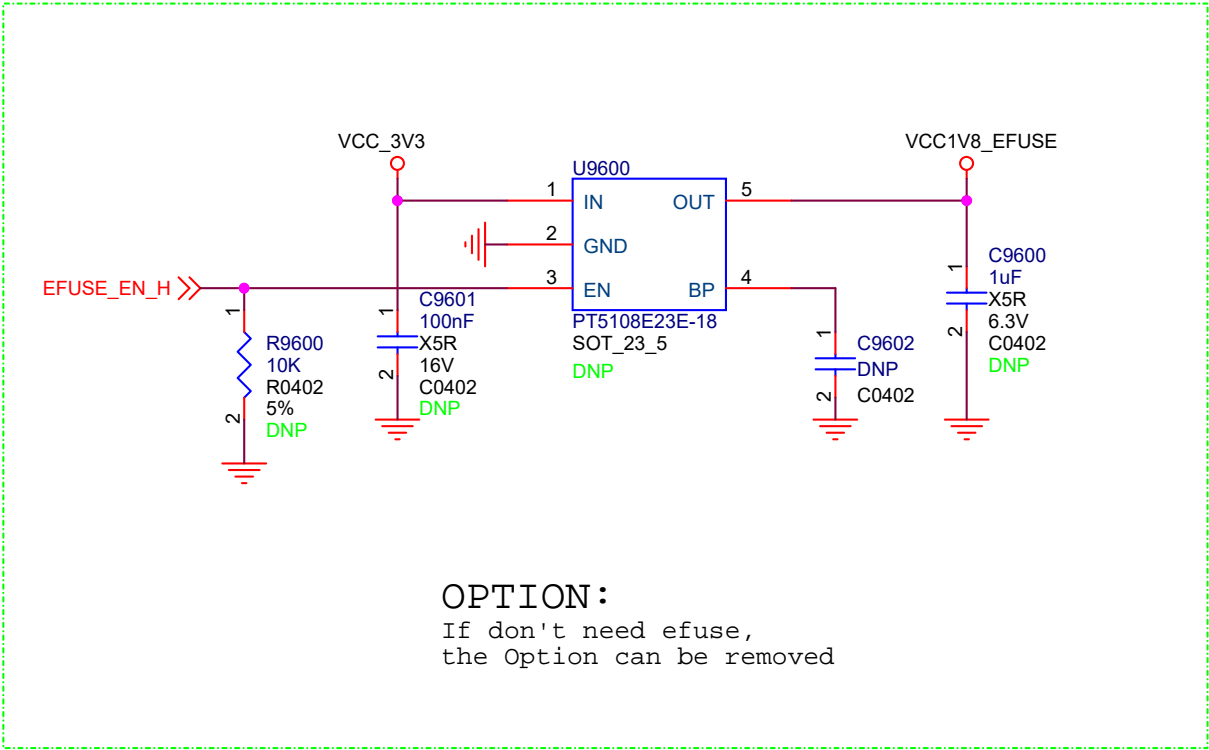 VCC_3V3
VCC1V8_EFUSE
U9600
1
IN
OUT
5
2
GND
EFUSE_EN_H
3
EN
BP
4
PT5108E23E-18
SOT_23_5
DNP
1
2
R9600
10K
R0402
5%
DNP
1
2
C9601
100nF
X5R
16V
C0402
DNP
1
2
C9602
DNP
C0402
1
2
C9600
1uF
X5R
6.3V
C0402
DNP
OPTION:
If don't need efuse,
the Option can be removed